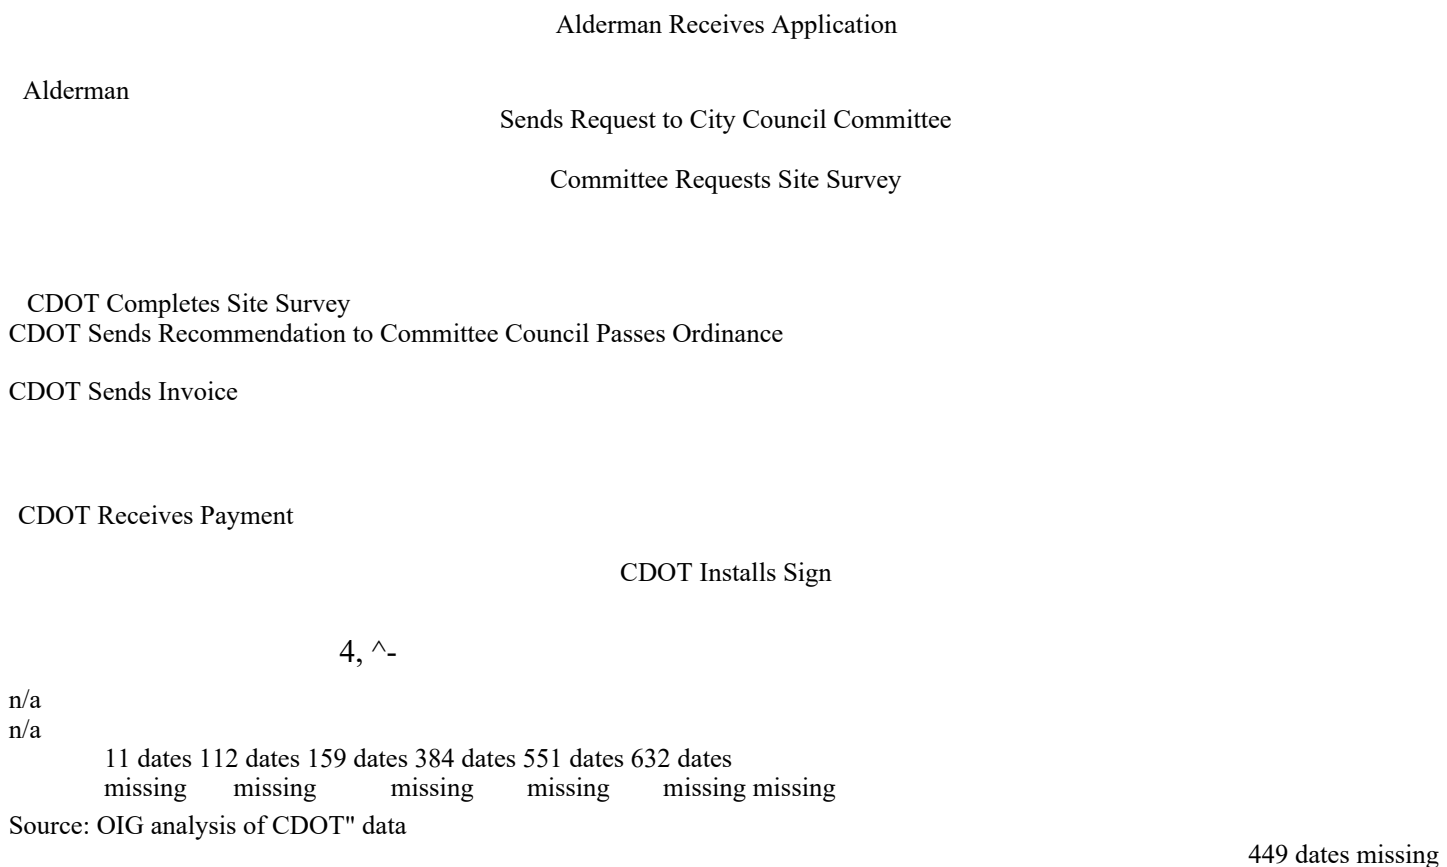 Alderman Receives Application
Alderman
Sends Request to City Council Committee
Committee Requests Site Survey
CDOT Completes Site Survey
CDOT Sends Recommendation to Committee Council Passes Ordinance
CDOT Sends Invoice
CDOT Receives Payment
CDOT Installs Sign
4, ^-
n/a
n/a
11 dates 112 dates 159 dates 384 dates 551 dates 632 dates
missing missing missing missing missing missing
Source: OIG analysis of CDOT" data
449 dates missing